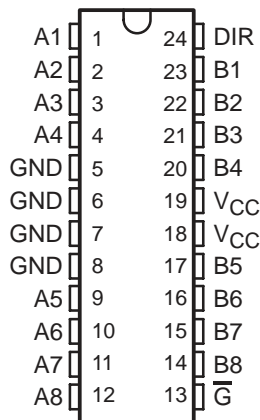 A1 1 24 DIR
A2 2 23 B1
A3 3 22 B2
A4 4 21 B3
GND 5 20 B4
GND 6 19 VCC
GND 7 18 VCC
GND 8 17 B5
A5 9 16 B6
A6 10 15 B7
A7 11 14 B8
A8 12 13 G̅